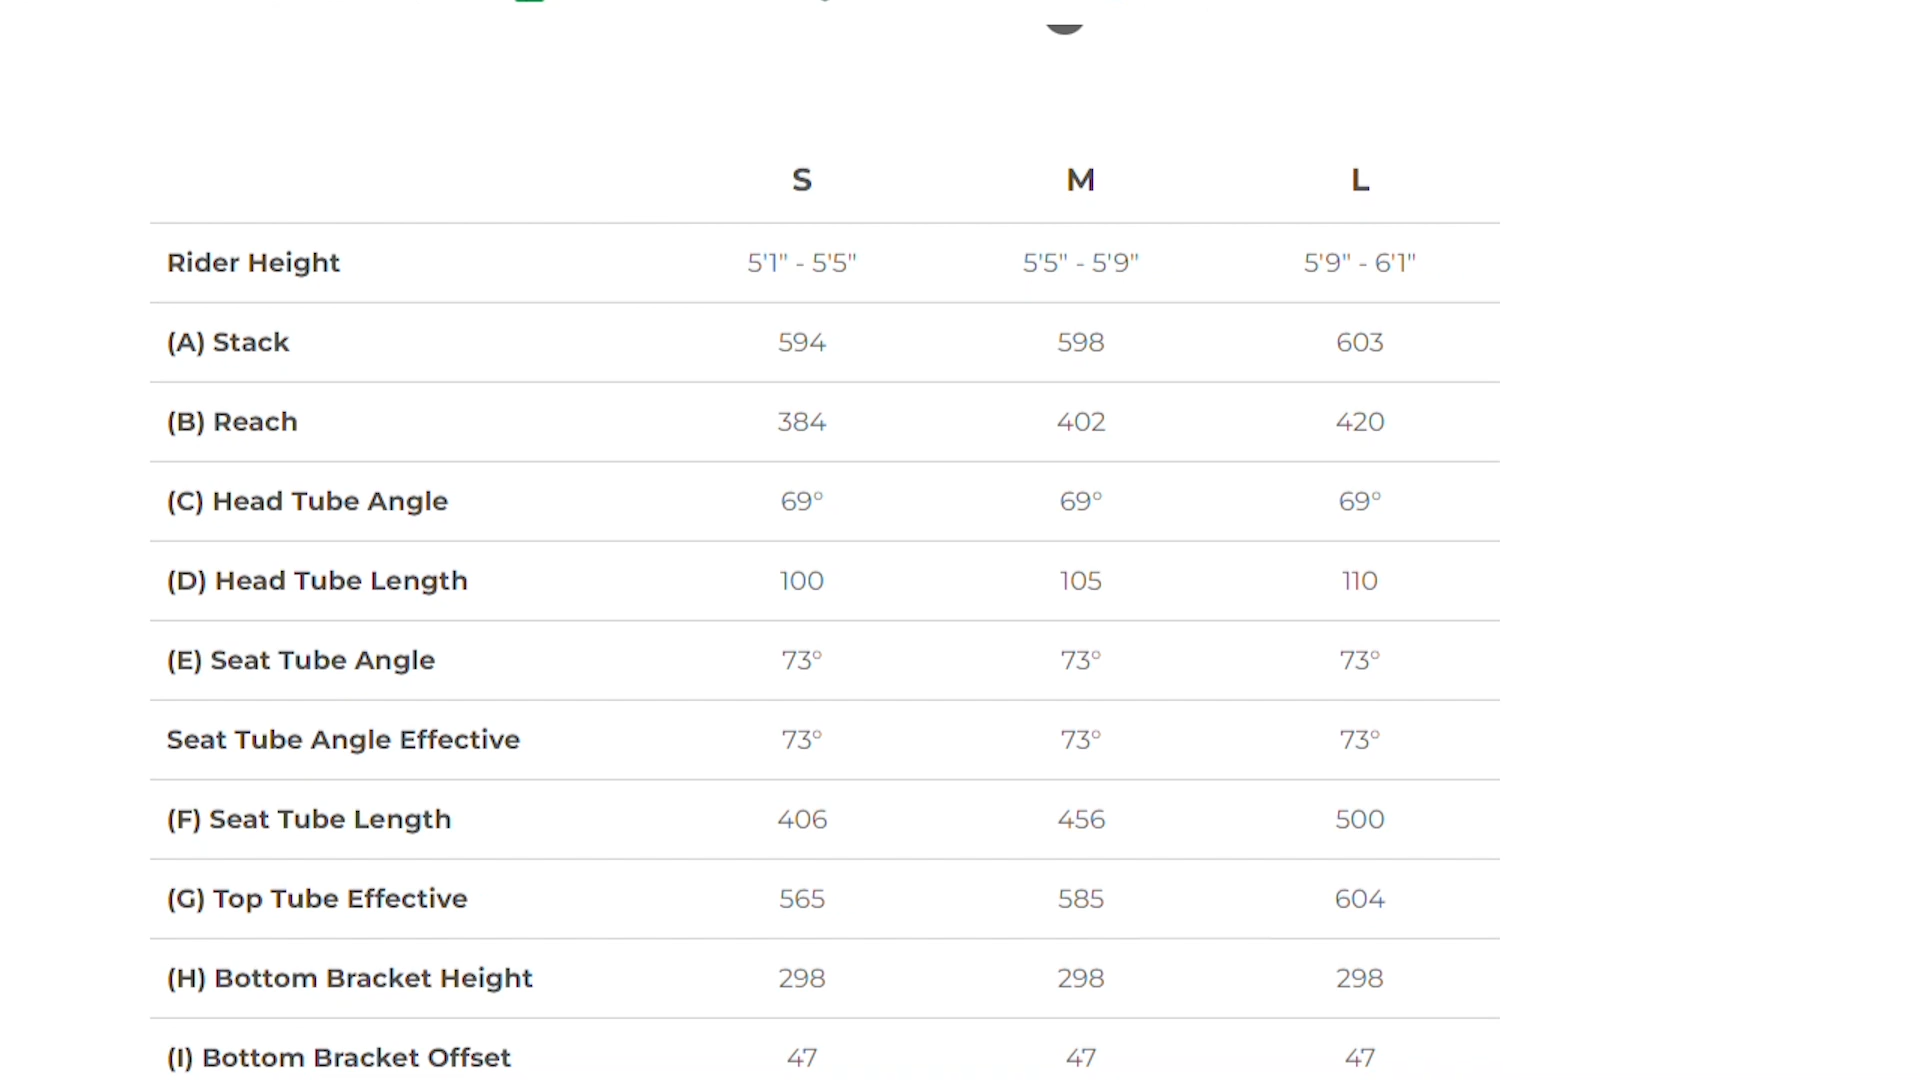 S M L
Rider Height 5'1" - 5'5" 5'5" - 5'9" 5'9" - 6'1"
(A) Stack 594 598 603
(B) Reach 384 402 420
(C) Head Tube Angle 69° 69° 69°
(D) Head Tube Length 100 105 110
(E) Seat Tube Angle 73° 73° 73°
Seat Tube Angle Effective 73° 73° 73°
(F) Seat Tube Length 406 456 500
(G) Top Tube Effective 565 585 604
(H) Bottom Bracket Height 298 298 298
(I) Bottom Bracket Offset 47 47 47